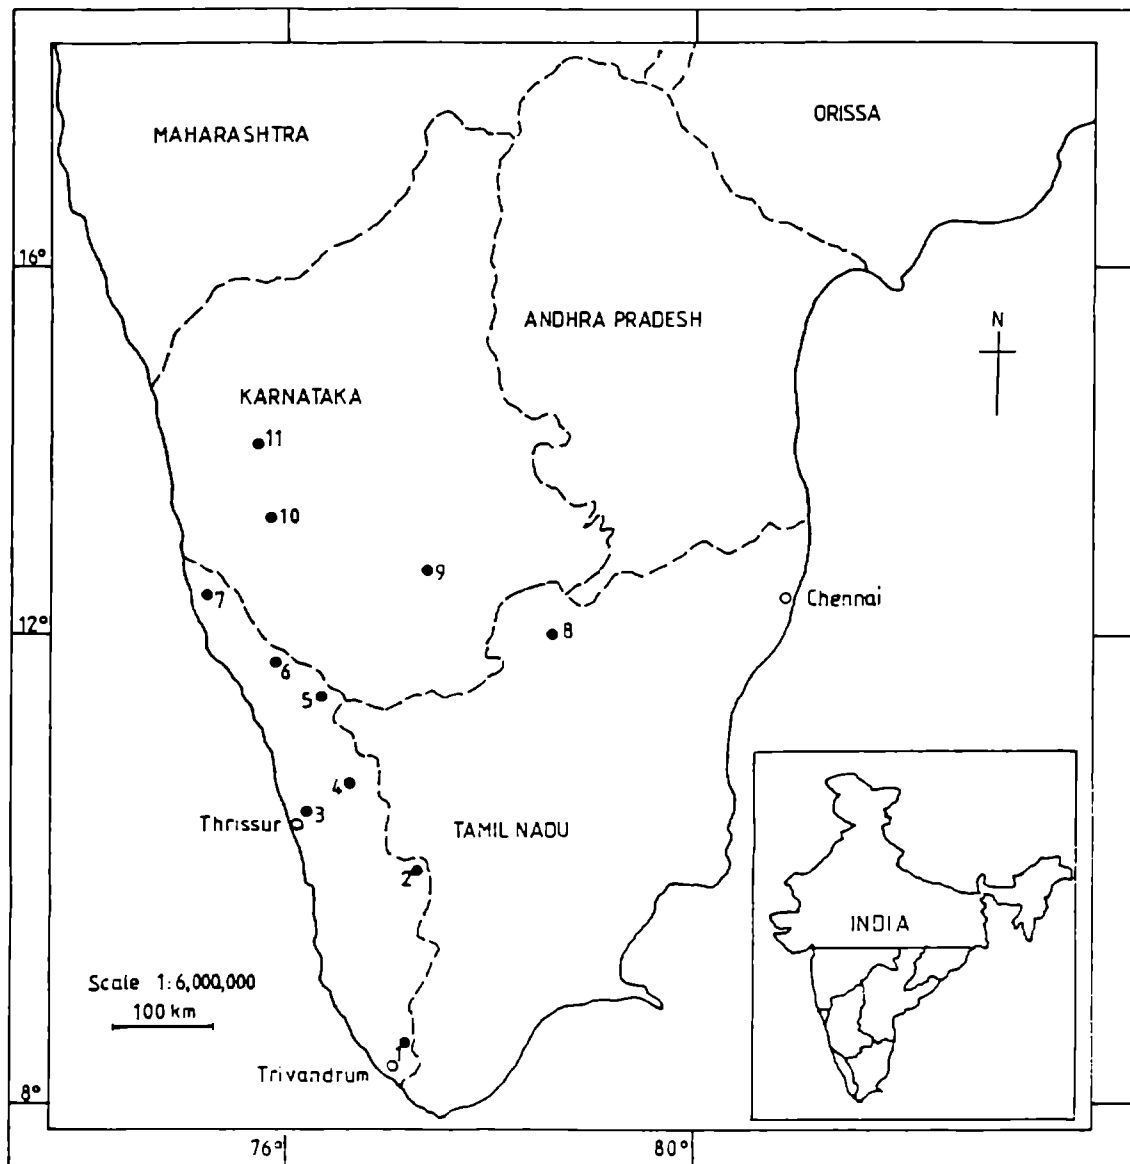 MAHARASHTRA
ORISSA
16°
ANDHRA PRADESH
N
KARNATAKA
11
10
9
7
8
Chennai
12°
6
5
4
3
Thrissur
TAMIL NADU
2
INDIA
Scale 1:6,000,000
100 km
1
Trivandrum
8°
76°
80°